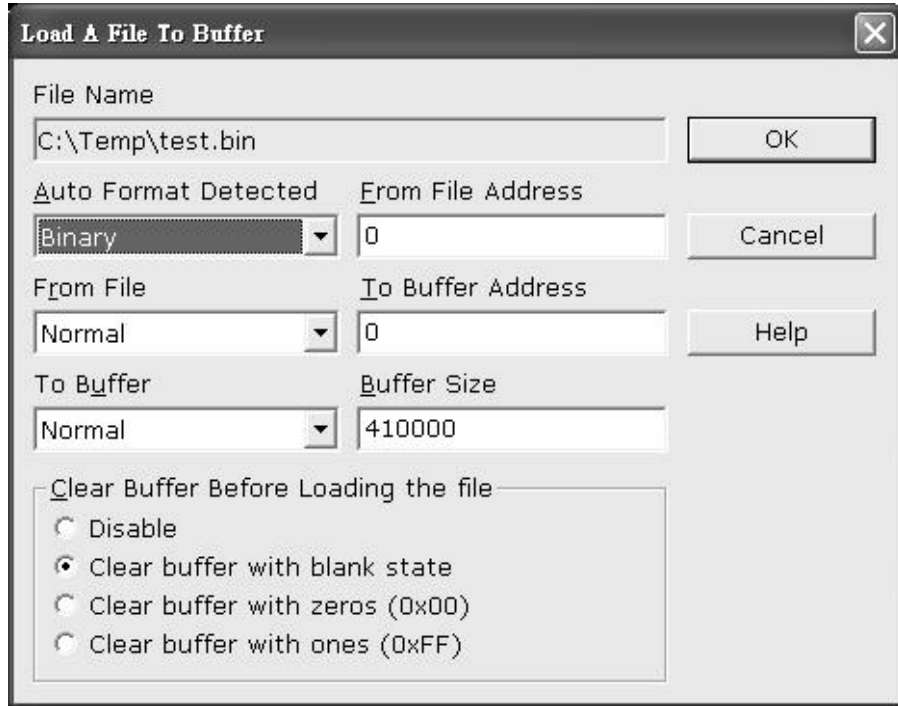 Load A File To Buffer
File Name
C:\Temp\test.bin
OK
Auto Format Detected
From File Address
Binary
0
Cancel
From File
To Buffer Address
Normal
0
Help
To Buffer
Buffer Size
Normal
410000
Clear Buffer Before Loading the file
Disable
Clear buffer with blank state
Clear buffer with zeros (0x00)
Clear buffer with ones (0xFF)